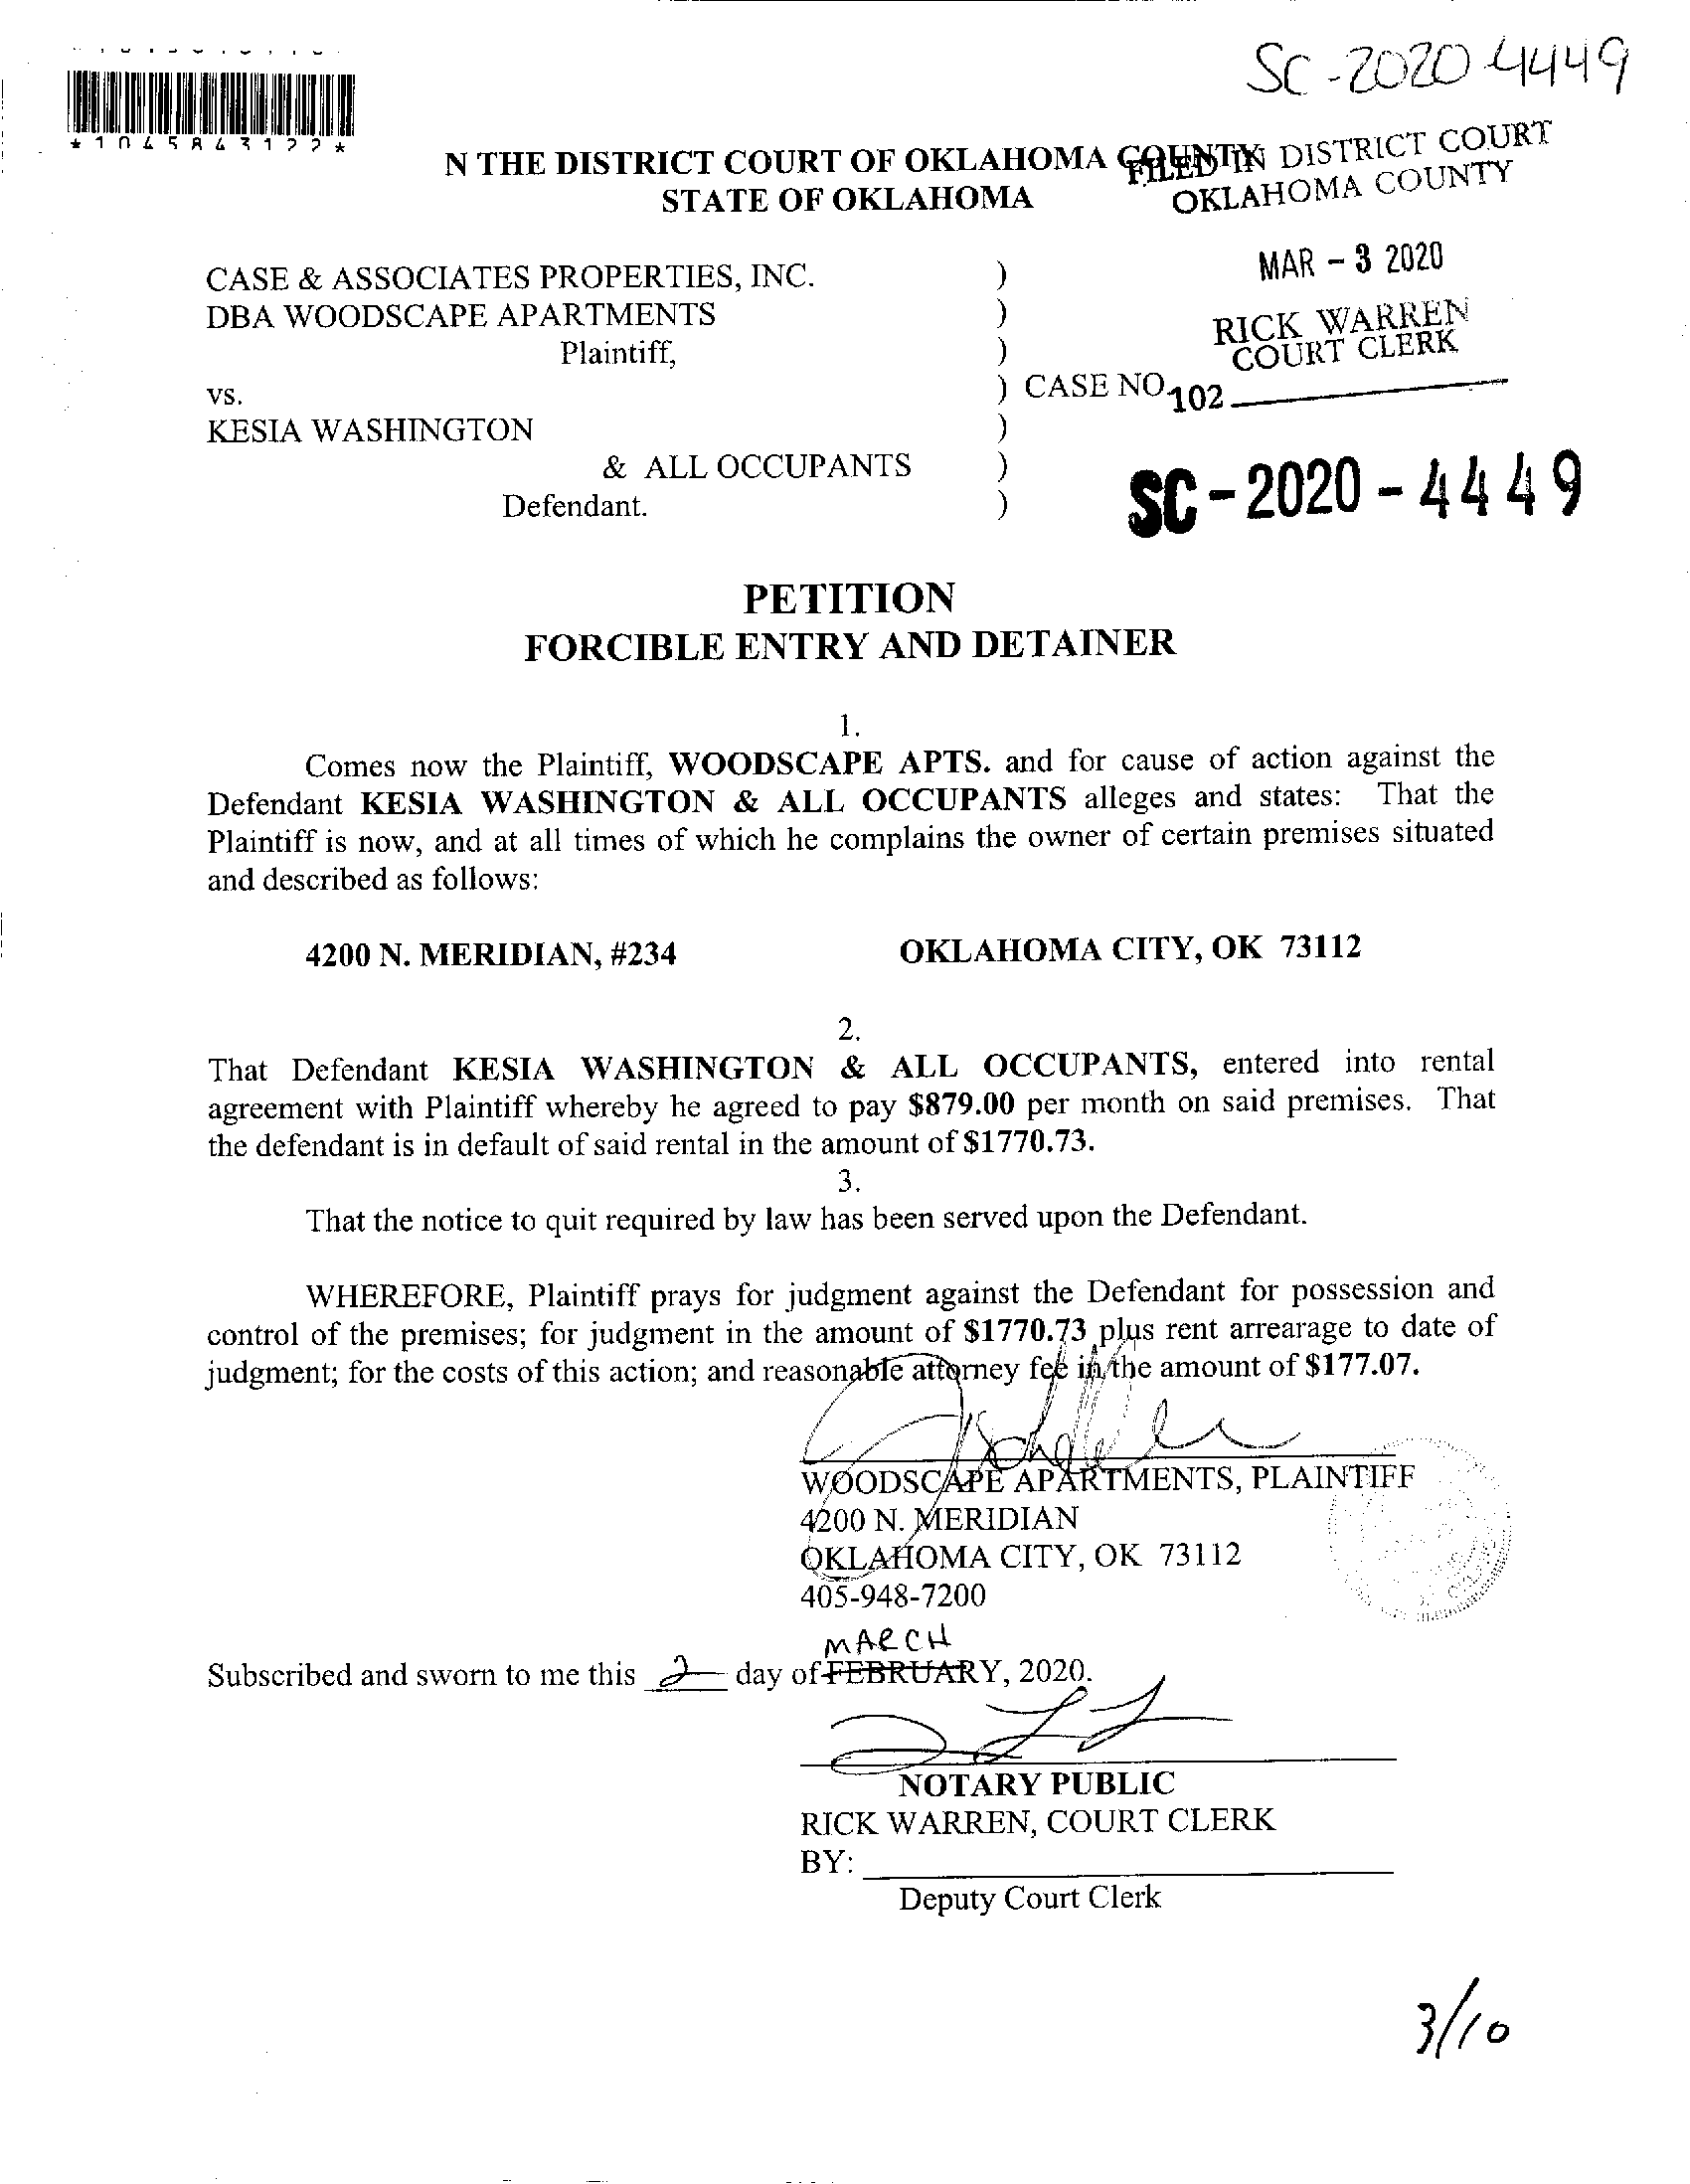 SC-2020-4449
*1045843122*
N THE DISTRICT COURT OF OKLAHOMA COUNTY
STATE OF OKLAHOMA
FILED IN DISTRICT COURT
OKLAHOMA COUNTY
MAR - 3 2020
RICK WARREN
COURT CLERK
102
CASE & ASSOCIATES PROPERTIES, INC. )
DBA WOODSCAPE APARTMENTS )
Plaintiff, )
vs. ) CASE NO.
KESIA WASHINGTON )
& ALL OCCUPANTS )
Defendant. )
SC-2020-4449
PETITION
FORCIBLE ENTRY AND DETAINER
1.
Comes now the Plaintiff, WOODSCAPE APTS. and for cause of action against the
Defendant KESIA WASHINGTON & ALL OCCUPANTS alleges and states: That the
Plaintiff is now, and at all times of which he complains the owner of certain premises situated
and described as follows:
4200 N. MERIDIAN, #234 OKLAHOMA CITY, OK 73112
2.
That Defendant KESIA WASHINGTON & ALL OCCUPANTS, entered into rental
agreement with Plaintiff whereby he agreed to pay $879.00 per month on said premises. That
the defendant is in default of said rental in the amount of $1770.73.
3.
That the notice to quit required by law has been served upon the Defendant.
WHEREFORE, Plaintiff prays for judgment against the Defendant for possession and
control of the premises; for judgment in the amount of $1770.73 plus rent arrearage to date of
judgment; for the costs of this action; and reasonable attorney fee in the amount of $177.07.
WOODSCAPE APARTMENTS, PLAINTIFF
4200 N. MERIDIAN
OKLAHOMA CITY, OK 73112
405-948-7200
MARCH
Subscribed and sworn to me this 2 day of FEBRUARY, 2020.
NOTARY PUBLIC
RICK WARREN, COURT CLERK
BY:
Deputy Court Clerk
3/10